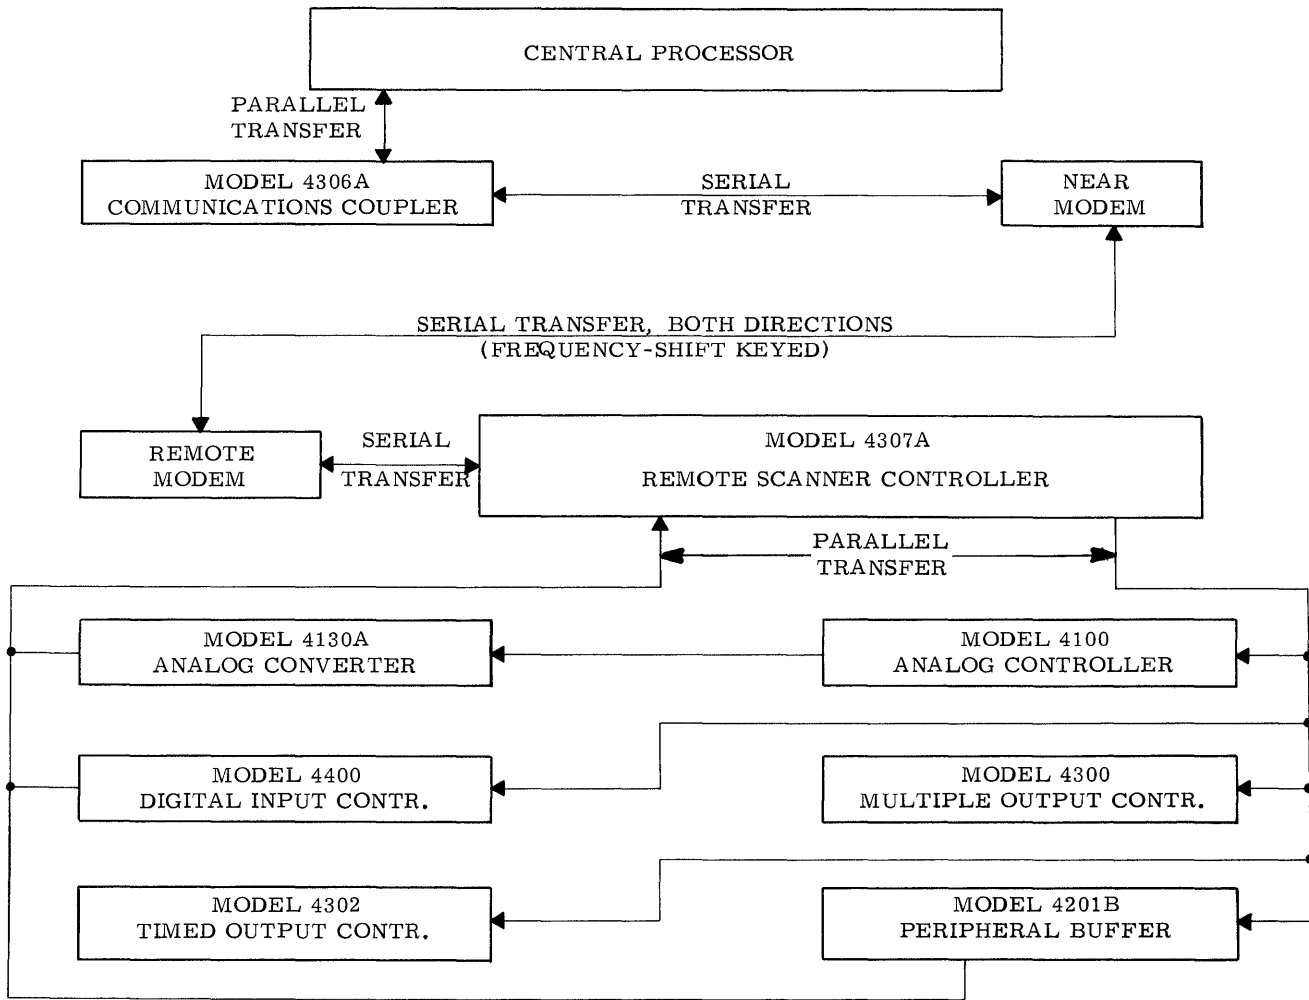 CENTRAL PROCESSOR
PARALLEL
TRANSFER
MODEL 4306A
COMMUNICATIONS COUPLER
SERIAL
TRANSFER
NEAR
MODEM
SERIAL TRANSFER, BOTH DIRECTIONS
(FREQUENCY-SHIFT KEYED)
REMOTE
MODEM
SERIAL
TRANSFER
MODEL 4307A
REMOTE SCANNER CONTROLLER
PARALLEL
TRANSFER
MODEL 4130A
ANALOG CONVERTER
MODEL 4100
ANALOG CONTROLLER
MODEL 4400
DIGITAL INPUT CONTR.
MODEL 4300
MULTIPLE OUTPUT CONTR.
MODEL 4302
TIMED OUTPUT CONTR.
MODEL 4201B
PERIPHERAL BUFFER